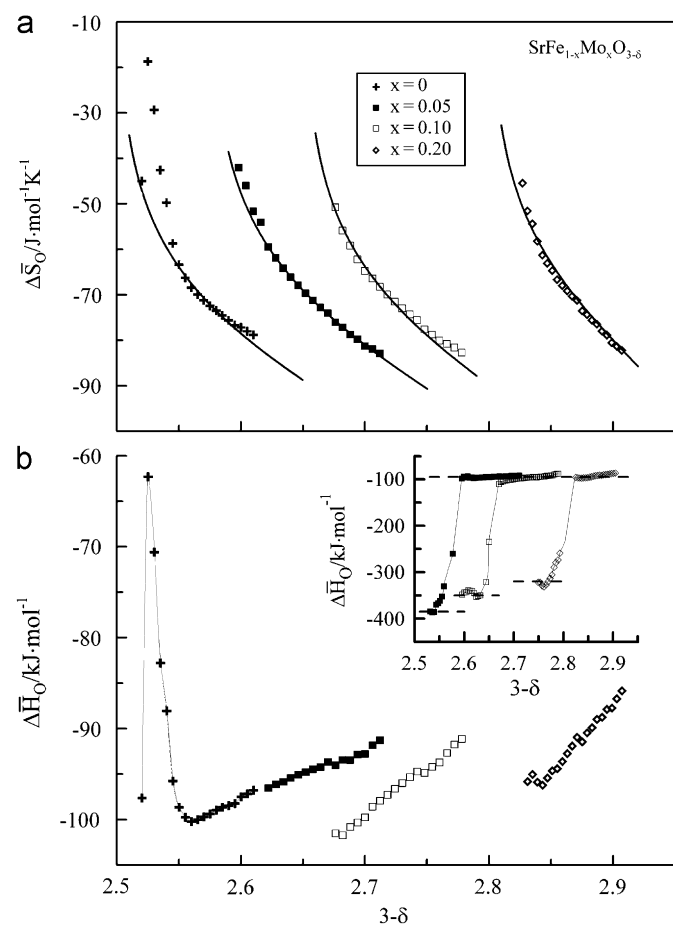 a
-10
SrFe1-xMoxO3-δ
x = 0
x = 0.05
x = 0.10
x = 0.20
-30
-50
-70
-90
ΔS̅O/J·mol-1K-1
b
-60
-70
-80
-90
-100
ΔH̅O/kJ·mol-1
-100
-200
-300
-400
ΔH̅O/kJ·mol-1
2.5 2.6 2.7 2.8 2.9
3-δ
2.5 2.6 2.7 2.8 2.9
3-δ